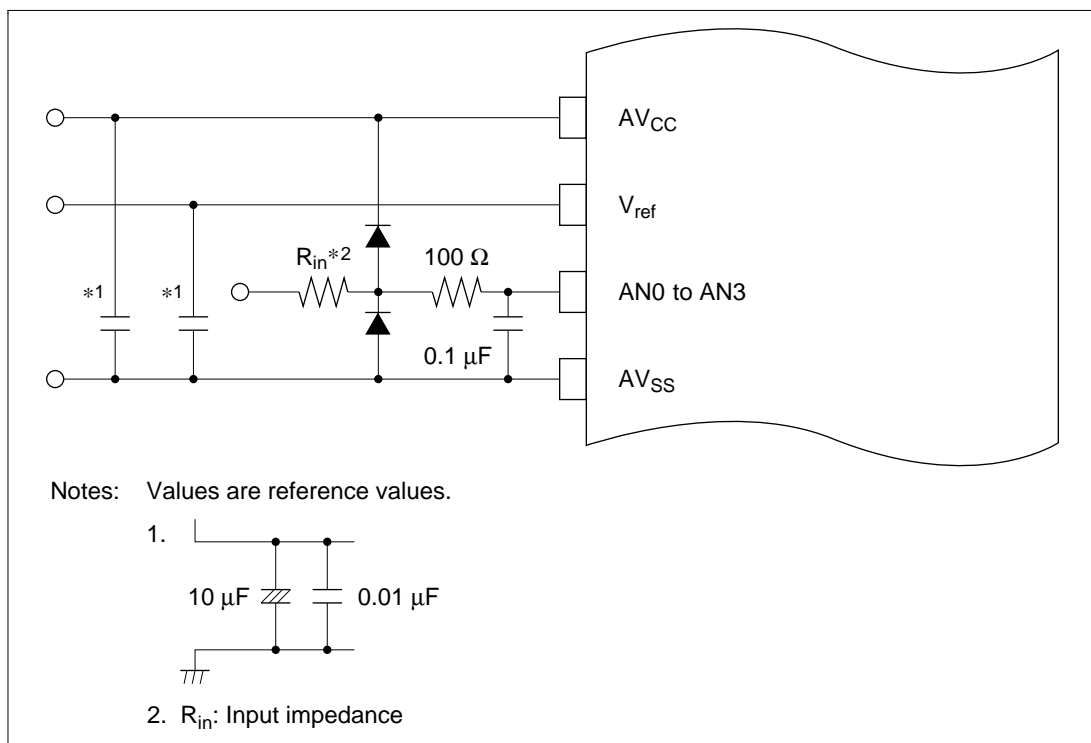 AVCC
Vref
Rin*2
100 Ω
*1
*1
AN0 to AN3
0.1 μF
AVSS
Notes: Values are reference values.
1.
10 μF
0.01 μF
2. Rin: Input impedance